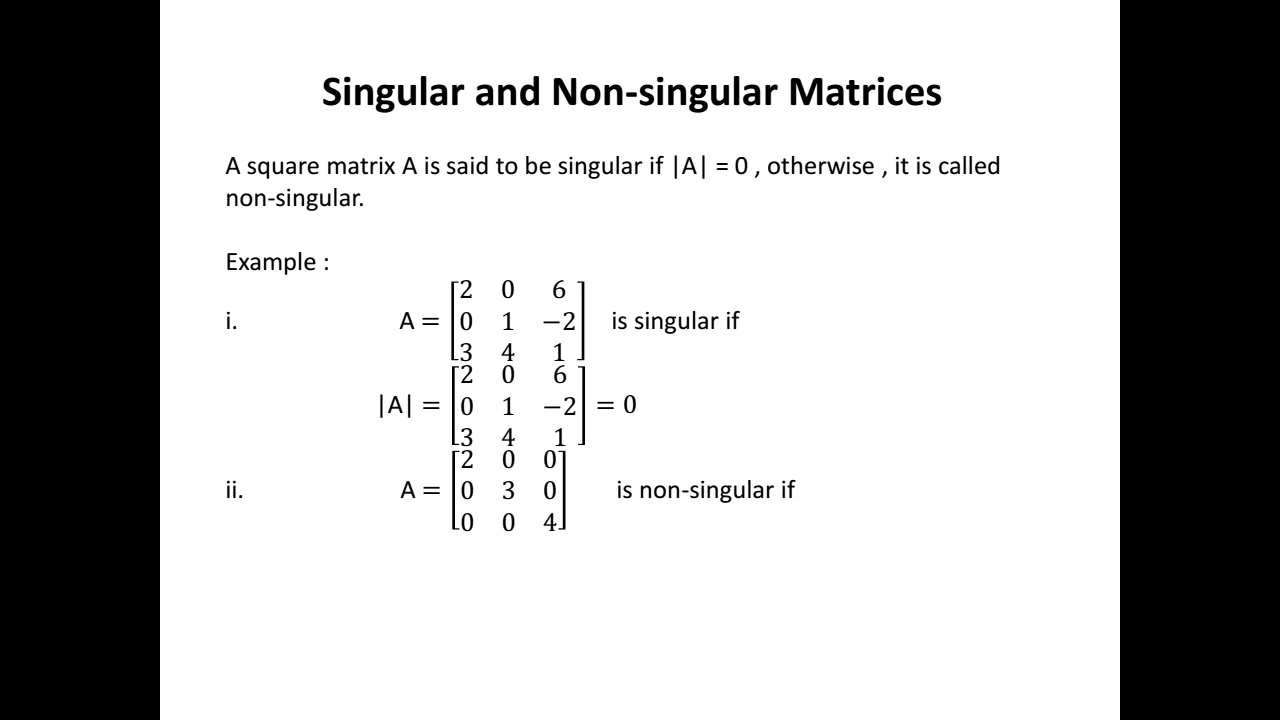 Singular and Non-singular Matrices
A square matrix A is said to be singular if |A| = 0 , otherwise , it is called
non-singular.
Example :
i. A = [2 0 6
0 1 −2
3 4 1] is singular if
|A| = [2 0 6
0 1 −2
3 4 1] = 0
ii. A = [2 0 0
0 3 0
0 0 4] is non-singular if